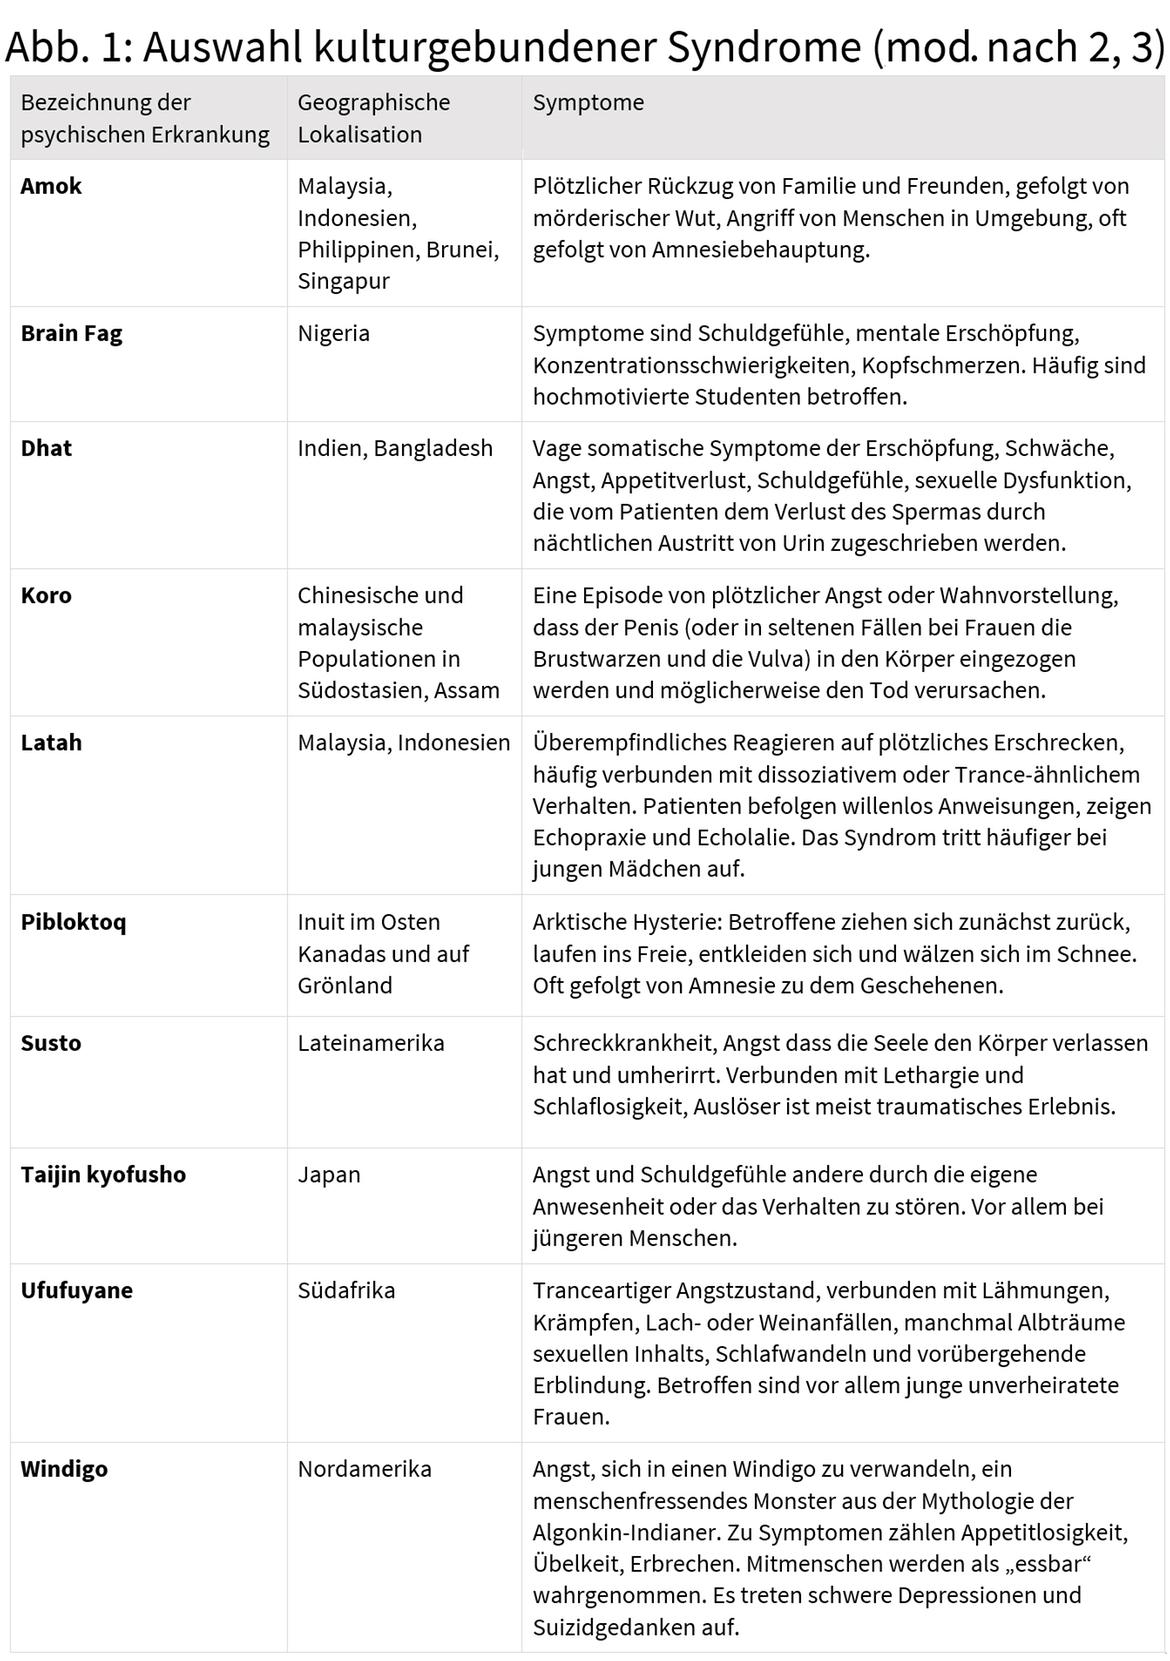 Abb. 1: Auswahl kulturgebundener Syndrome (mod. nach 2, 3)
Bezeichnung der
psychischen Erkrankung
Geographische
Lokalisation
Symptome
Amok
Malaysia,
Indonesien,
Philippinen, Brunei,
Singapur
Plötzlicher Rückzug von Familie und Freunden, gefolgt von
mörderischer Wut, Angriff von Menschen in Umgebung, oft
gefolgt von Amnesiebehauptung.
Brain Fag
Nigeria
Symptome sind Schuldgefühle, mentale Erschöpfung,
Konzentrationsschwierigkeiten, Kopfschmerzen. Häufig sind
hochmotivierte Studenten betroffen.
Dhat
Indien, Bangladesh
Vage somatische Symptome der Erschöpfung, Schwäche,
Angst, Appetitverlust, Schuldgefühle, sexuelle Dysfunktion,
die vom Patienten dem Verlust des Spermas durch
nächtlichen Austritt von Urin zugeschrieben werden.
Koro
Chinesische und
malaysische
Populationen in
Südostasien, Assam
Eine Episode von plötzlicher Angst oder Wahnvorstellung,
dass der Penis (oder in seltenen Fällen bei Frauen die
Brustwarzen und die Vulva) in den Körper eingezogen
werden und möglicherweise den Tod verursachen.
Latah
Malaysia, Indonesien
Überempfindliches Reagieren auf plötzliches Erschrecken,
häufig verbunden mit dissoziativem oder Trance-ähnlichem
Verhalten. Patienten befolgen willenlos Anweisungen, zeigen
Echopraxie und Echolalie. Das Syndrom tritt häufiger bei
jungen Mädchen auf.
Pibloktoq
Inuit im Osten
Kanadas und auf
Grönland
Arktische Hysterie: Betroffene ziehen sich zunächst zurück,
laufen ins Freie, entkleiden sich und wälzen sich im Schnee.
Oft gefolgt von Amnesie zu dem Geschehenen.
Susto
Lateinamerika
Schreckkrankheit, Angst dass die Seele den Körper verlassen
hat und umherirrt. Verbunden mit Lethargie und
Schlaflosigkeit, Auslöser ist meist traumatisches Erlebnis.
Taijin kyofusho
Japan
Angst und Schuldgefühle andere durch die eigene
Anwesenheit oder das Verhalten zu stören. Vor allem bei
jüngeren Menschen.
Ufufuyane
Südafrika
Tranceartiger Angstzustand, verbunden mit Lähmungen,
Krämpfen, Lach- oder Weinanfällen, manchmal Albträume
sexuellen Inhalts, Schlafwandeln und vorübergehende
Erblindung. Betroffen sind vor allem junge unverheiratete
Frauen.
Windigo
Nordamerika
Angst, sich in einen Windigo zu verwandeln, ein
menschenfressendes Monster aus der Mythologie der
Algonkin-Indianer. Zu Symptomen zählen Appetitlosigkeit,
Übelkeit, Erbrechen. Mitmenschen werden als „essbar“
wahrgenommen. Es treten schwere Depressionen und
Suizidgedanken auf.